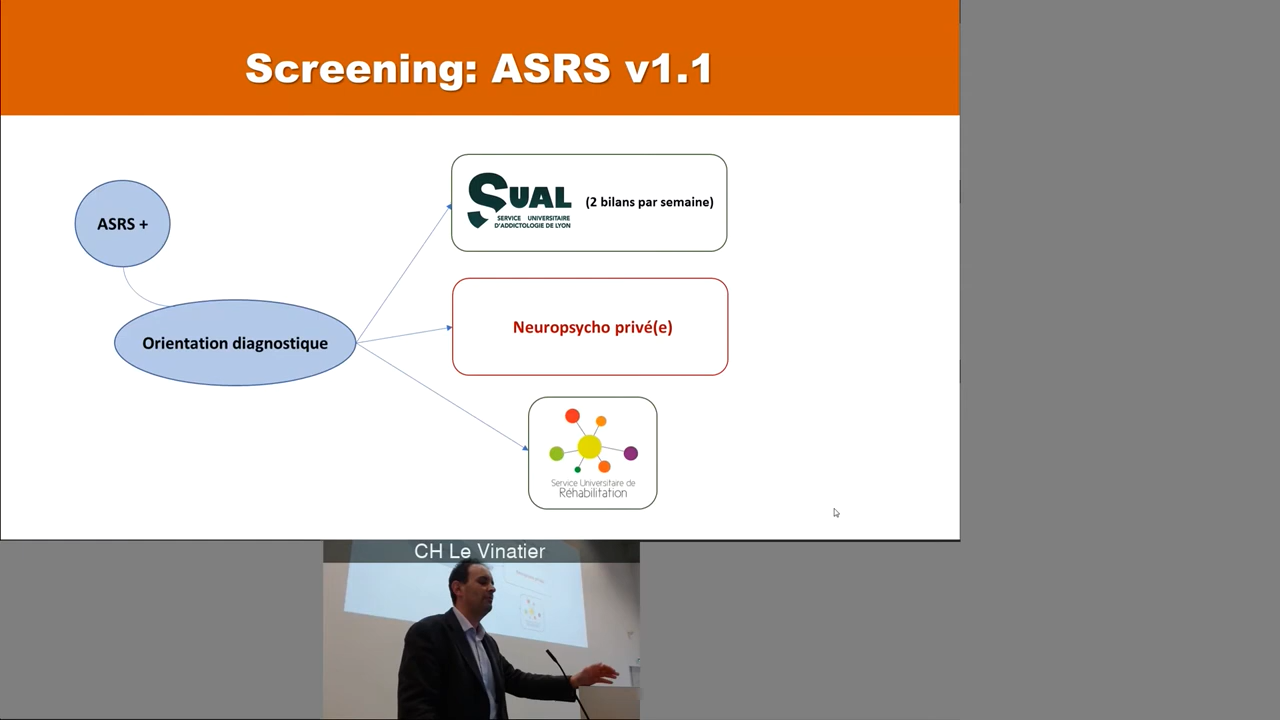 Screening: ASRS v1.1
ASRS +
Orientation diagnostique
SUAL
SERVICE UNIVERSITAIRE
D'ADDICTOLOGIE DE LYON
(2 bilans par semaine)
Neuropsycho privé(e)
Service Universitaire de
Réhabilitation
CH Le Vinatier